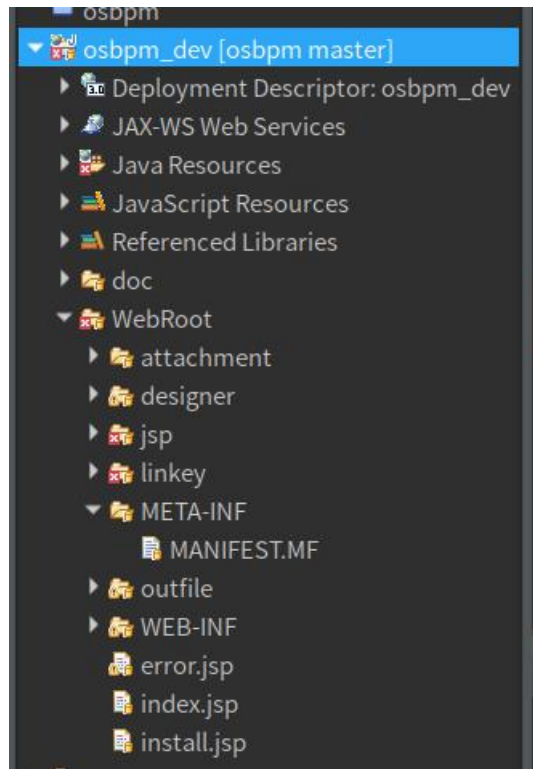 osbpm
osbpm_dev [osbpm master]
Deployment Descriptor: osbpm_dev
JAX-WS Web Services
Java Resources
JavaScript Resources
Referenced Libraries
doc
WebRoot
attachment
designer
jsp
linkey
META-INF
MANIFEST.MF
outfile
WEB-INF
error.jsp
index.jsp
install.jsp